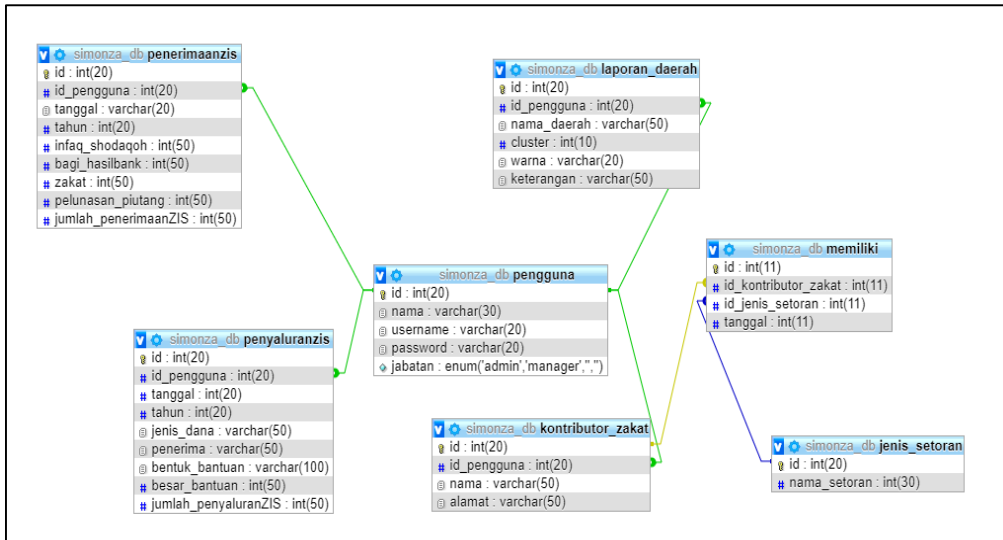 simonza_db penerimaanzis
id : int(20)
id_pengguna : int(20)
tanggal : varchar(20)
tahun : int(20)
infaq_shodaqoh : int(50)
bagi_hasilbank : int(50)
zakat : int(50)
pelunasan_piutang : int(50)
jumlah_penerimaanZIS : int(50)
simonza_db laporan_daerah
id : int(20)
id_pengguna : int(20)
nama_daerah : varchar(50)
cluster : int(10)
warna : varchar(20)
keterangan : varchar(50)
simonza_db memiliki
id : int(11)
id_kontributor_zakat : int(11)
id_jenis_setoran : int(11)
tanggal : int(11)
simonza_db pengguna
id : int(20)
nama : varchar(30)
username : varchar(20)
password : varchar(20)
jabatan : enum('admin','manager','','')
simonza_db penyaluranzis
id : int(20)
id_pengguna : int(20)
tanggal : int(20)
tahun : int(20)
jenis_dana : varchar(50)
penerima : varchar(50)
bentuk_bantuan : varchar(100)
besar_bantuan : int(50)
jumlah_penyaluranZIS : int(50)
simonza_db kontributor_zakat
id : int(20)
id_pengguna : int(20)
nama : varchar(50)
alamat : varchar(50)
simonza_db jenis_setoran
id : int(20)
nama_setoran : int(30)